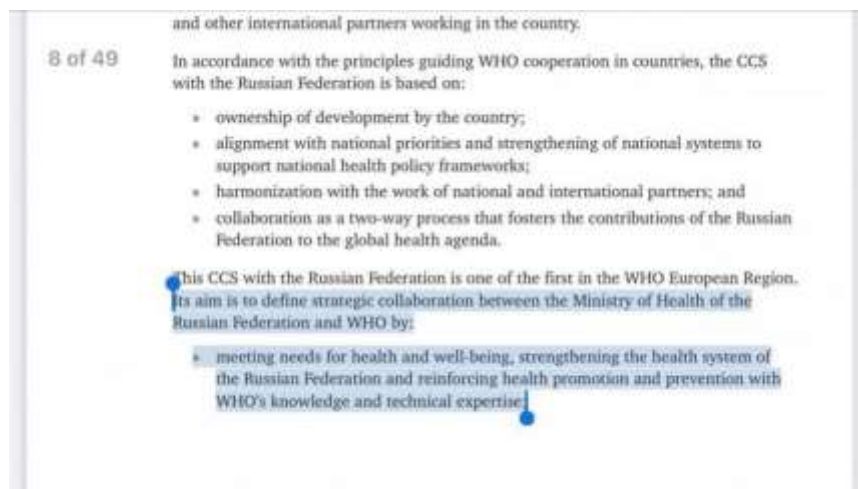 and other international partners working in the country.
8 of 49
In accordance with the principles guiding WHO cooperation in countries, the CCS
with the Russian Federation is based on:
• ownership of development by the country;
• alignment with national priorities and strengthening of national systems to
support national health policy frameworks;
• harmonization with the work of national and international partners; and
• collaboration as a two-way process that fosters the contributions of the Russian
Federation to the global health agenda.
This CCS with the Russian Federation is one of the first in the WHO European Region.
Its aim is to define strategic collaboration between the Ministry of Health of the
Russian Federation and WHO by:
• meeting needs for health and well-being, strengthening the health system of
the Russian Federation and reinforcing health promotion and prevention with
WHO's knowledge and technical expertise;